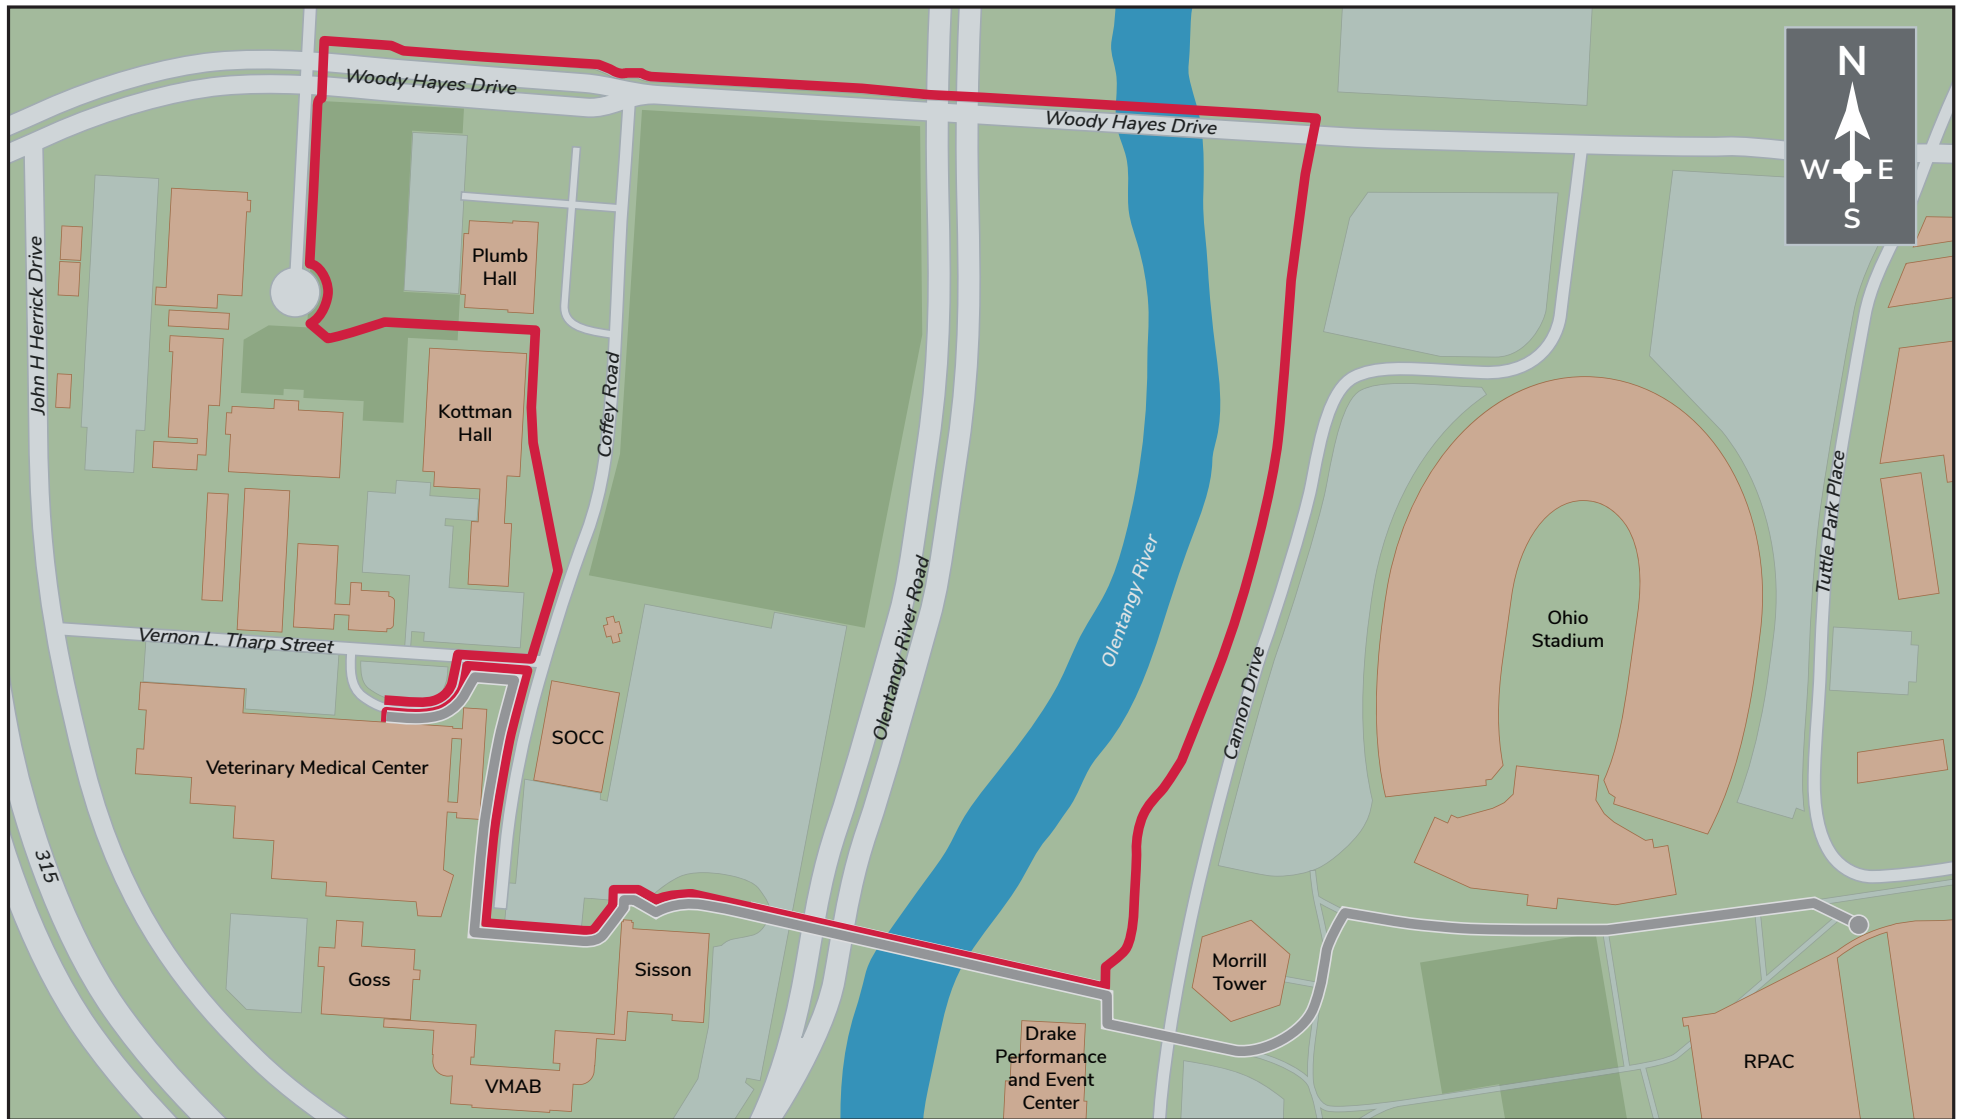 Woody Hayes Drive
Woody Hayes Drive
N
W
E
S
John H Herrick Drive
Plumb
Hall
Kottman
Hall
Coffey Road
Olentangy River Road
Olentangy River
Cannon Drive
Ohio
Stadium
Tuttle Park Place
Vernon L. Tharp Street
SOCC
Veterinary Medical Center
315
Goss
Sisson
VMAB
Morrill
Tower
Drake
Performance
and Event
Center
RPAC